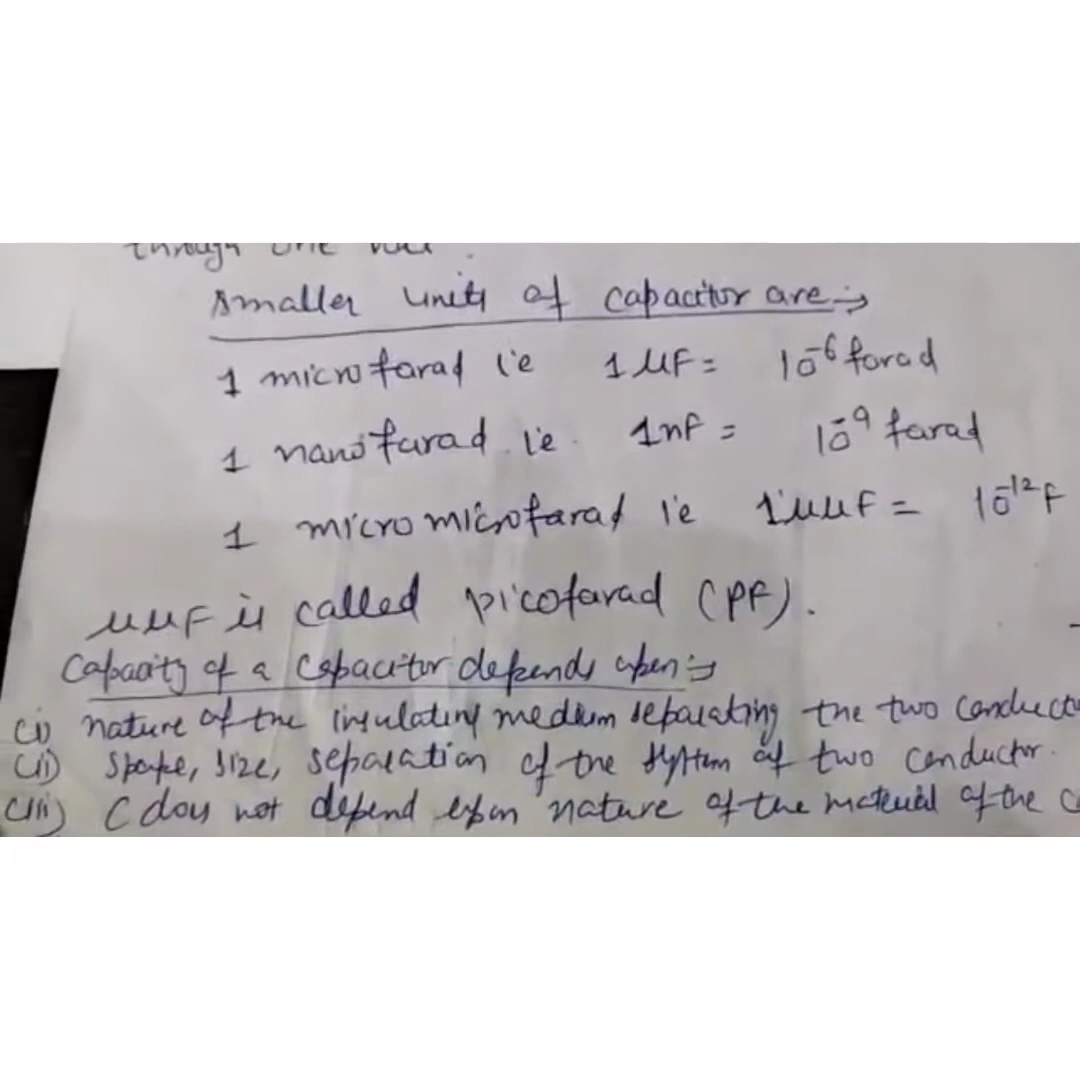 through one
smaller units of capacitor are :→
1 microfarad i'e 1 μF = 10⁻⁶ farad
1 nanofarad i'e 1nF = 10⁻⁹ farad
1 micromicrofarad i'e 1μμF = 10⁻¹² F
μμF is called picofarad (PF).
Capacity of a capacitor depends upon :→
(i) nature of the insulating medium separating the two
(ii) shape, size, separation of the system of two conductor.
(iii) C does not depend upon nature of the material of the